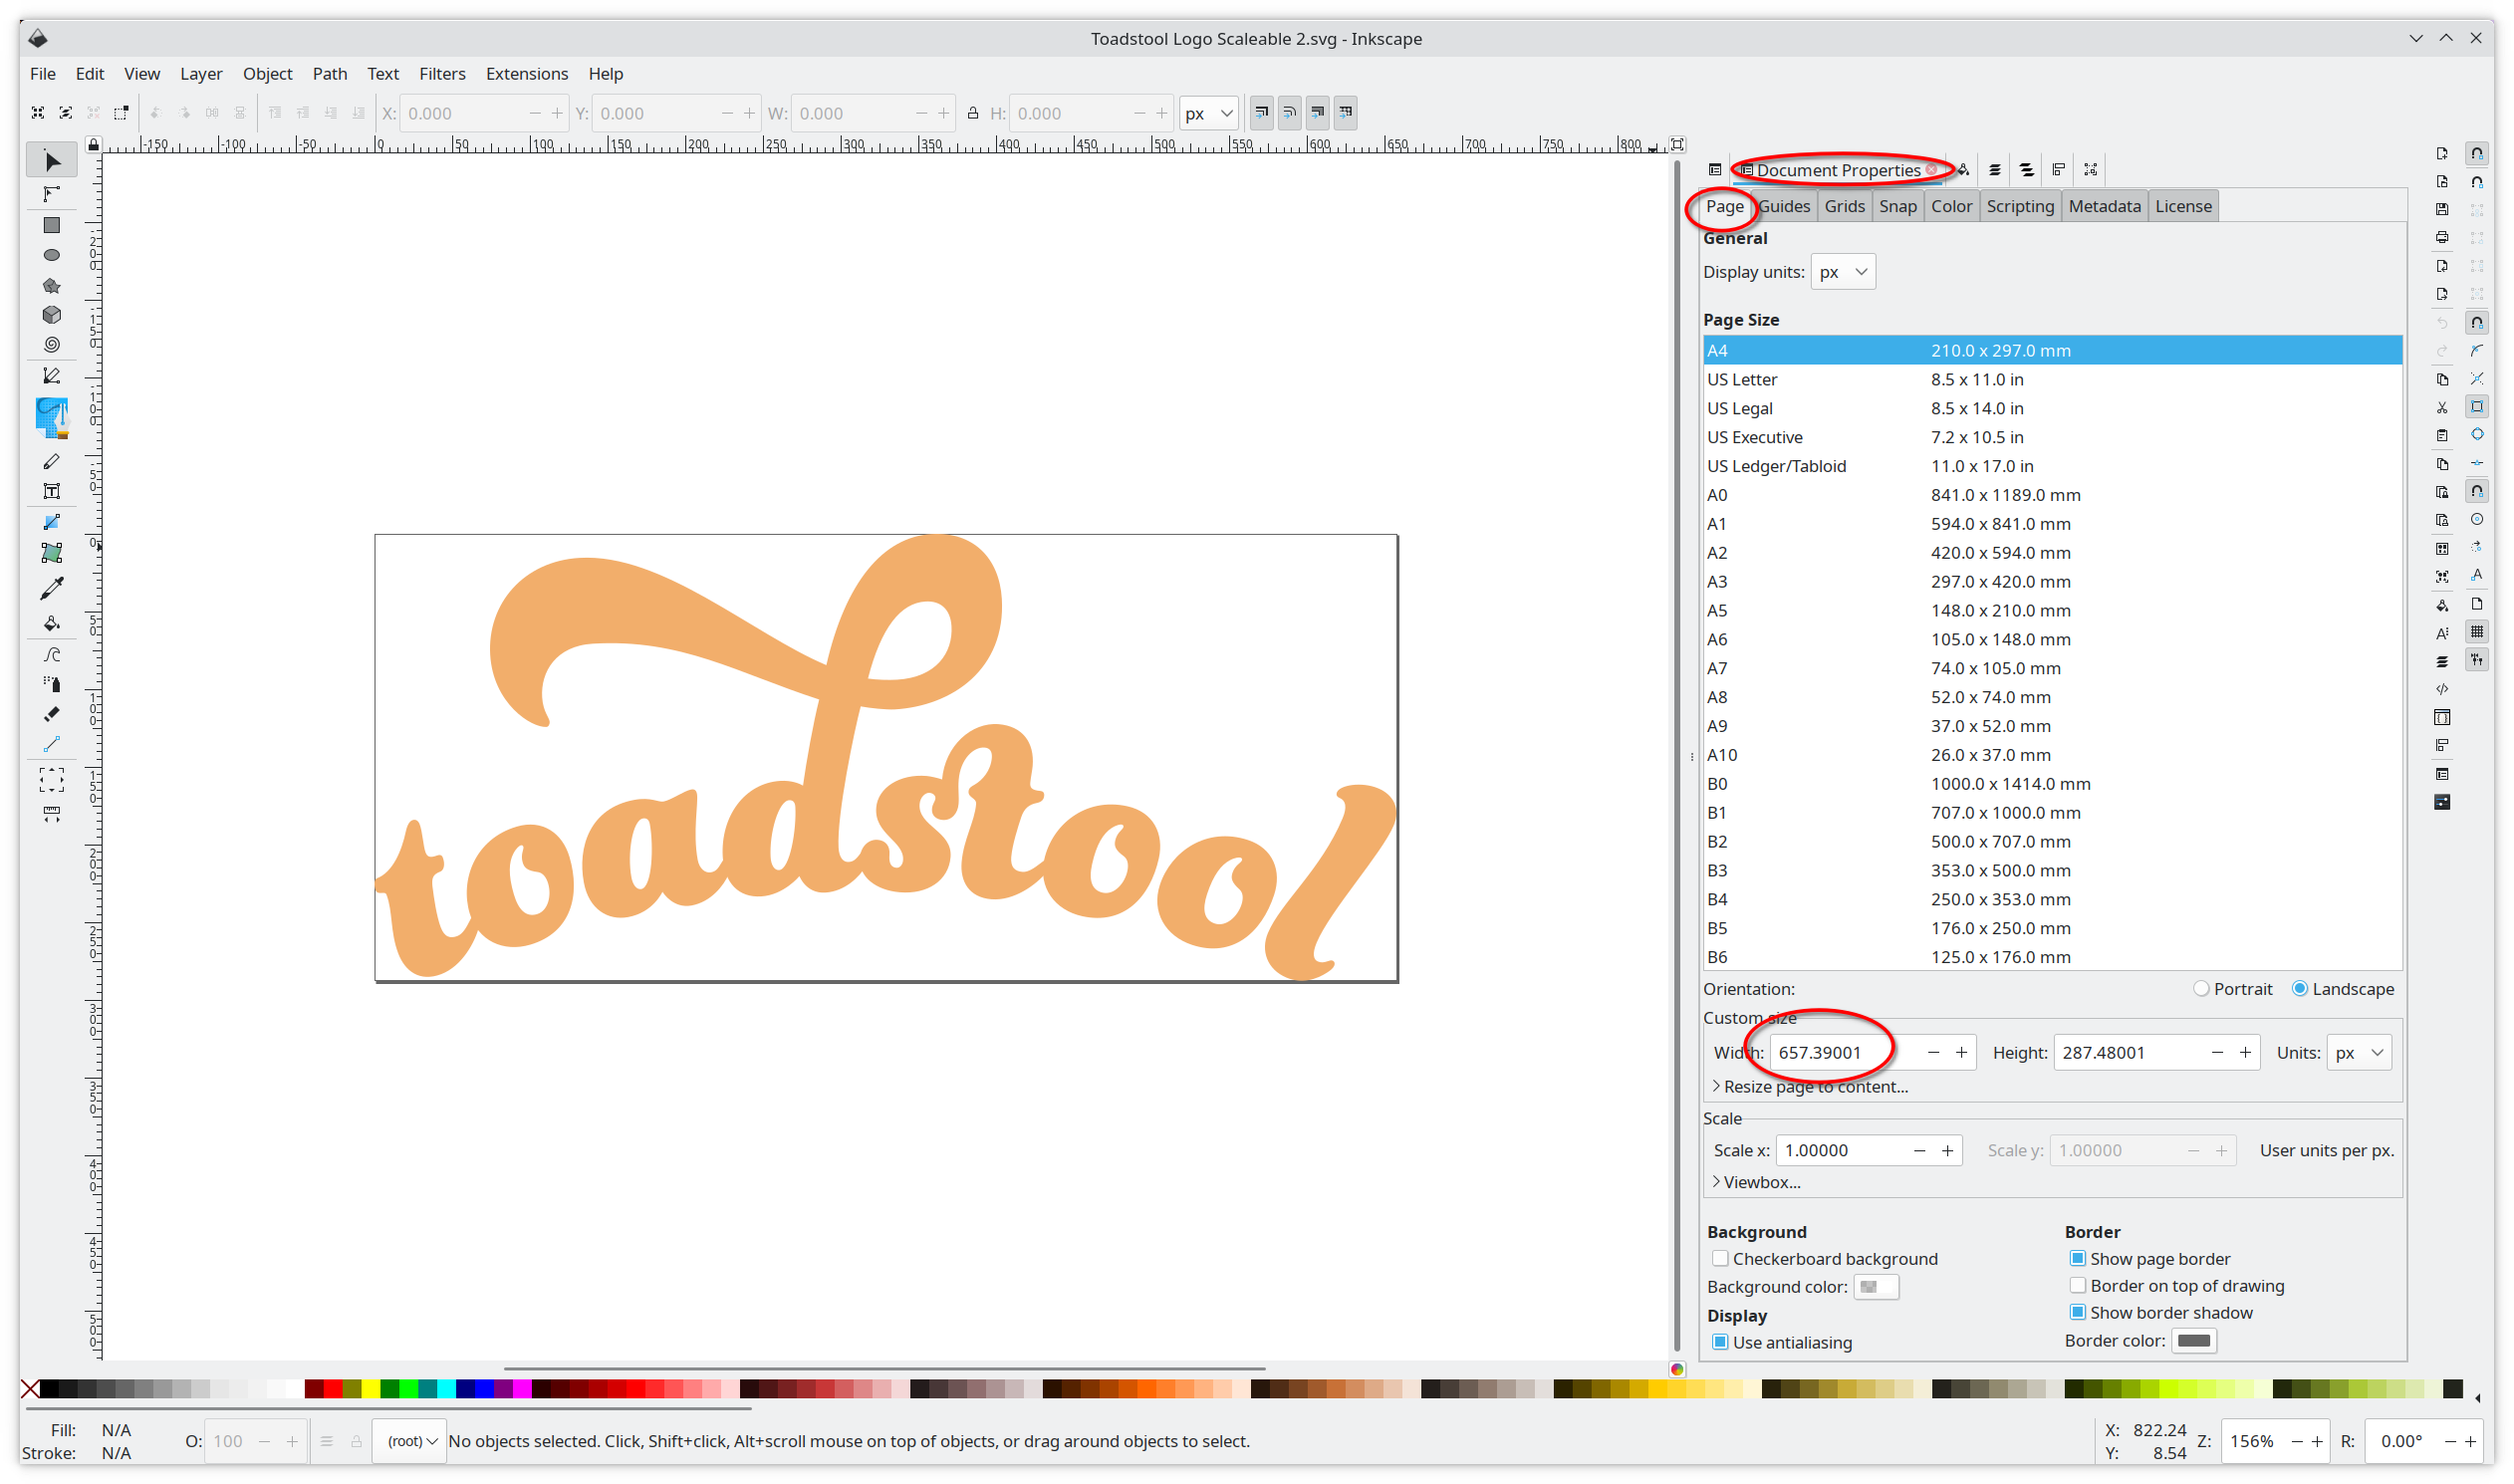 Toadstool Logo Scaleable 2.svg - Inkscape
File Edit View Layer Object Path Text Filters Extensions Help
X: 0.000 Y: 0.000 W: 0.000 H: 0.000 px
-150 -100 -50 0 50 100 150 200 250 300 350 400 450 500 550 600 650 700 750 800
Document Properties
Page Guides Grids Snap Color Scripting Metadata License
General
Display units: px
Page Size
A4 210.0 x 297.0 mm
US Letter 8.5 x 11.0 in
US Legal 8.5 x 14.0 in
US Executive 7.2 x 10.5 in
US Ledger/Tabloid 11.0 x 17.0 in
A0 841.0 x 1189.0 mm
A1 594.0 x 841.0 mm
A2 420.0 x 594.0 mm
A3 297.0 x 420.0 mm
A5 148.0 x 210.0 mm
A6 105.0 x 148.0 mm
A7 74.0 x 105.0 mm
A8 52.0 x 74.0 mm
A9 37.0 x 52.0 mm
A10 26.0 x 37.0 mm
B0 1000.0 x 1414.0 mm
B1 707.0 x 1000.0 mm
B2 500.0 x 707.0 mm
B3 353.0 x 500.0 mm
B4 250.0 x 353.0 mm
B5 176.0 x 250.0 mm
B6 125.0 x 176.0 mm
toadstool
Orientation: Portrait Landscape
Custom size
Width: 657.39001 Height: 287.48001 Units: px
Resize page to content...
Scale
Scale x: 1.00000 Scale y: 1.00000 User units per px.
Viewbox...
Background Border
Checkerboard background Show page border
Background color: Border on top of drawing
Display Show border shadow
Use antialiasing Border color:
Fill: N/A
Stroke: N/A
O: 100 (root) No objects selected. Click, Shift+click, Alt+scroll mouse on top of objects, or drag around objects to select.
X: 822.24
Y: 8.54
Z: 156% R: 0.00°